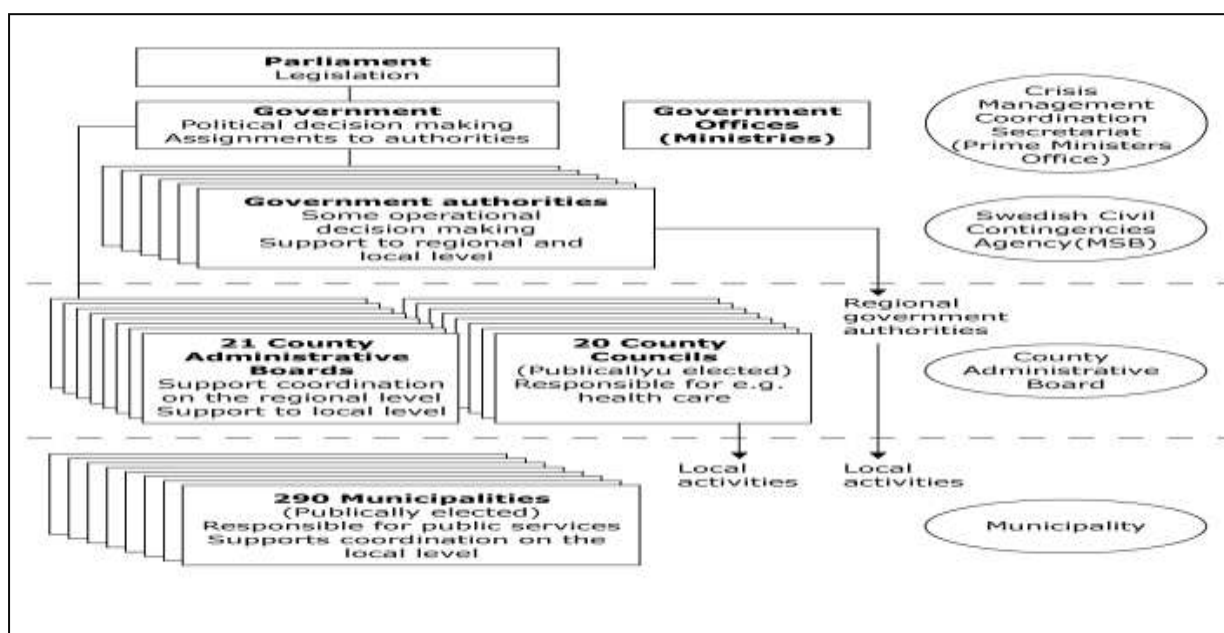 Parliament
Legislation
Government
Political decision making
Assignments to authorities
Government
Offices
(Ministries)
Crisis
Management
Coordination
Secretariat
(Prime Ministers
Office)
Government authorities
Some operational
decision making
Support to regional and
local level
Swedish Civil
Contingencies
Agency(MSB)
21 County
Administrative
Boards
Support coordination
on the regional level
Support to local level
20 County
Councils
(Publicallyu elected)
Responsible for e.g.
health care
Regional
government
authorities
County
Administrative
Board
Local
activities
Local
activities
290 Municipalities
(Publically elected)
Responsible for public services
Supports coordination on the
local level
Municipality